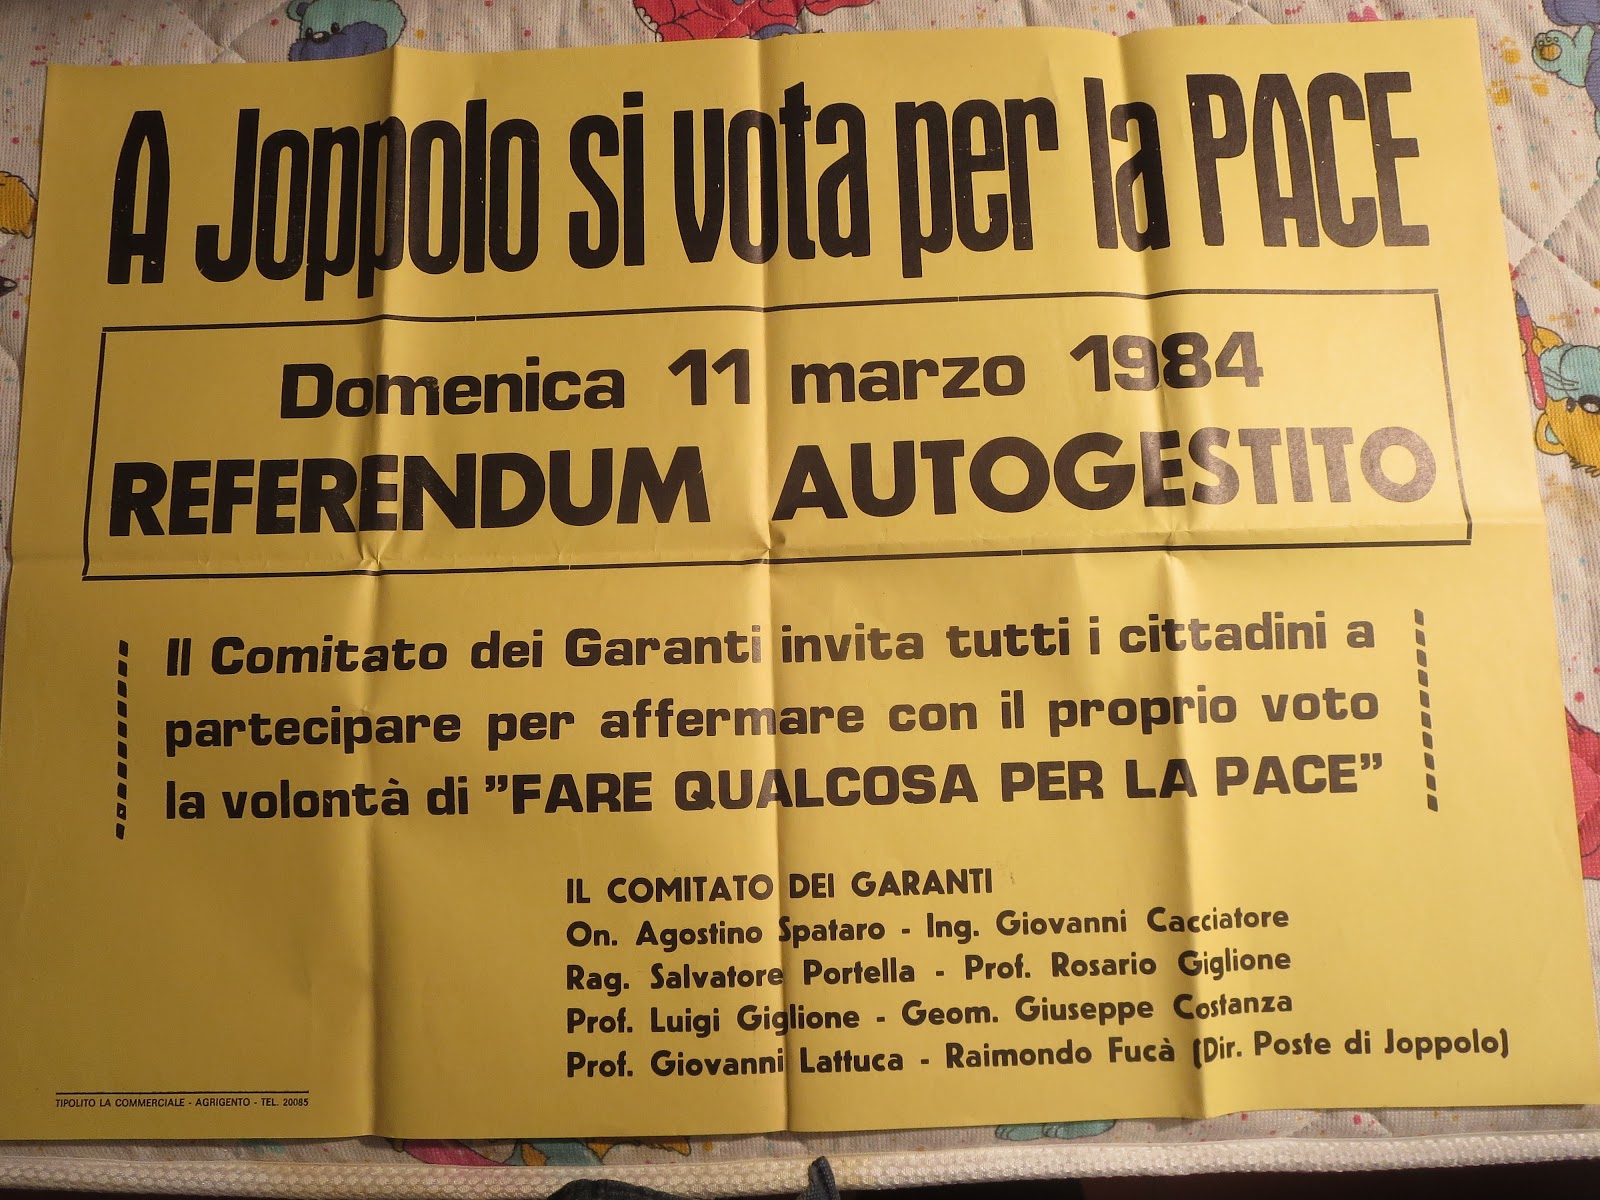 A Joppolo si vota per la PACE
Domenica 11 marzo 1984
REFERENDUM AUTOGESTITO
Il Comitato dei Garanti invita tutti i cittadini a
partecipare per affermare con il proprio voto
la volontà di "FARE QUALCOSA PER LA PACE"
IL COMITATO DEI GARANTI
On. Agostino Spataro - Ing. Giovanni Cacciatore
Rag. Salvatore Portella - Prof. Rosario Giglione
Prof. Luigi Giglione - Geom. Giuseppe Costanza
Prof. Giovanni Lattuca - Raimondo Fucà (Dir. Poste di Joppolo)
TIPOLITO LA COMMERCIALE - AGRIGENTO - TEL. 20085